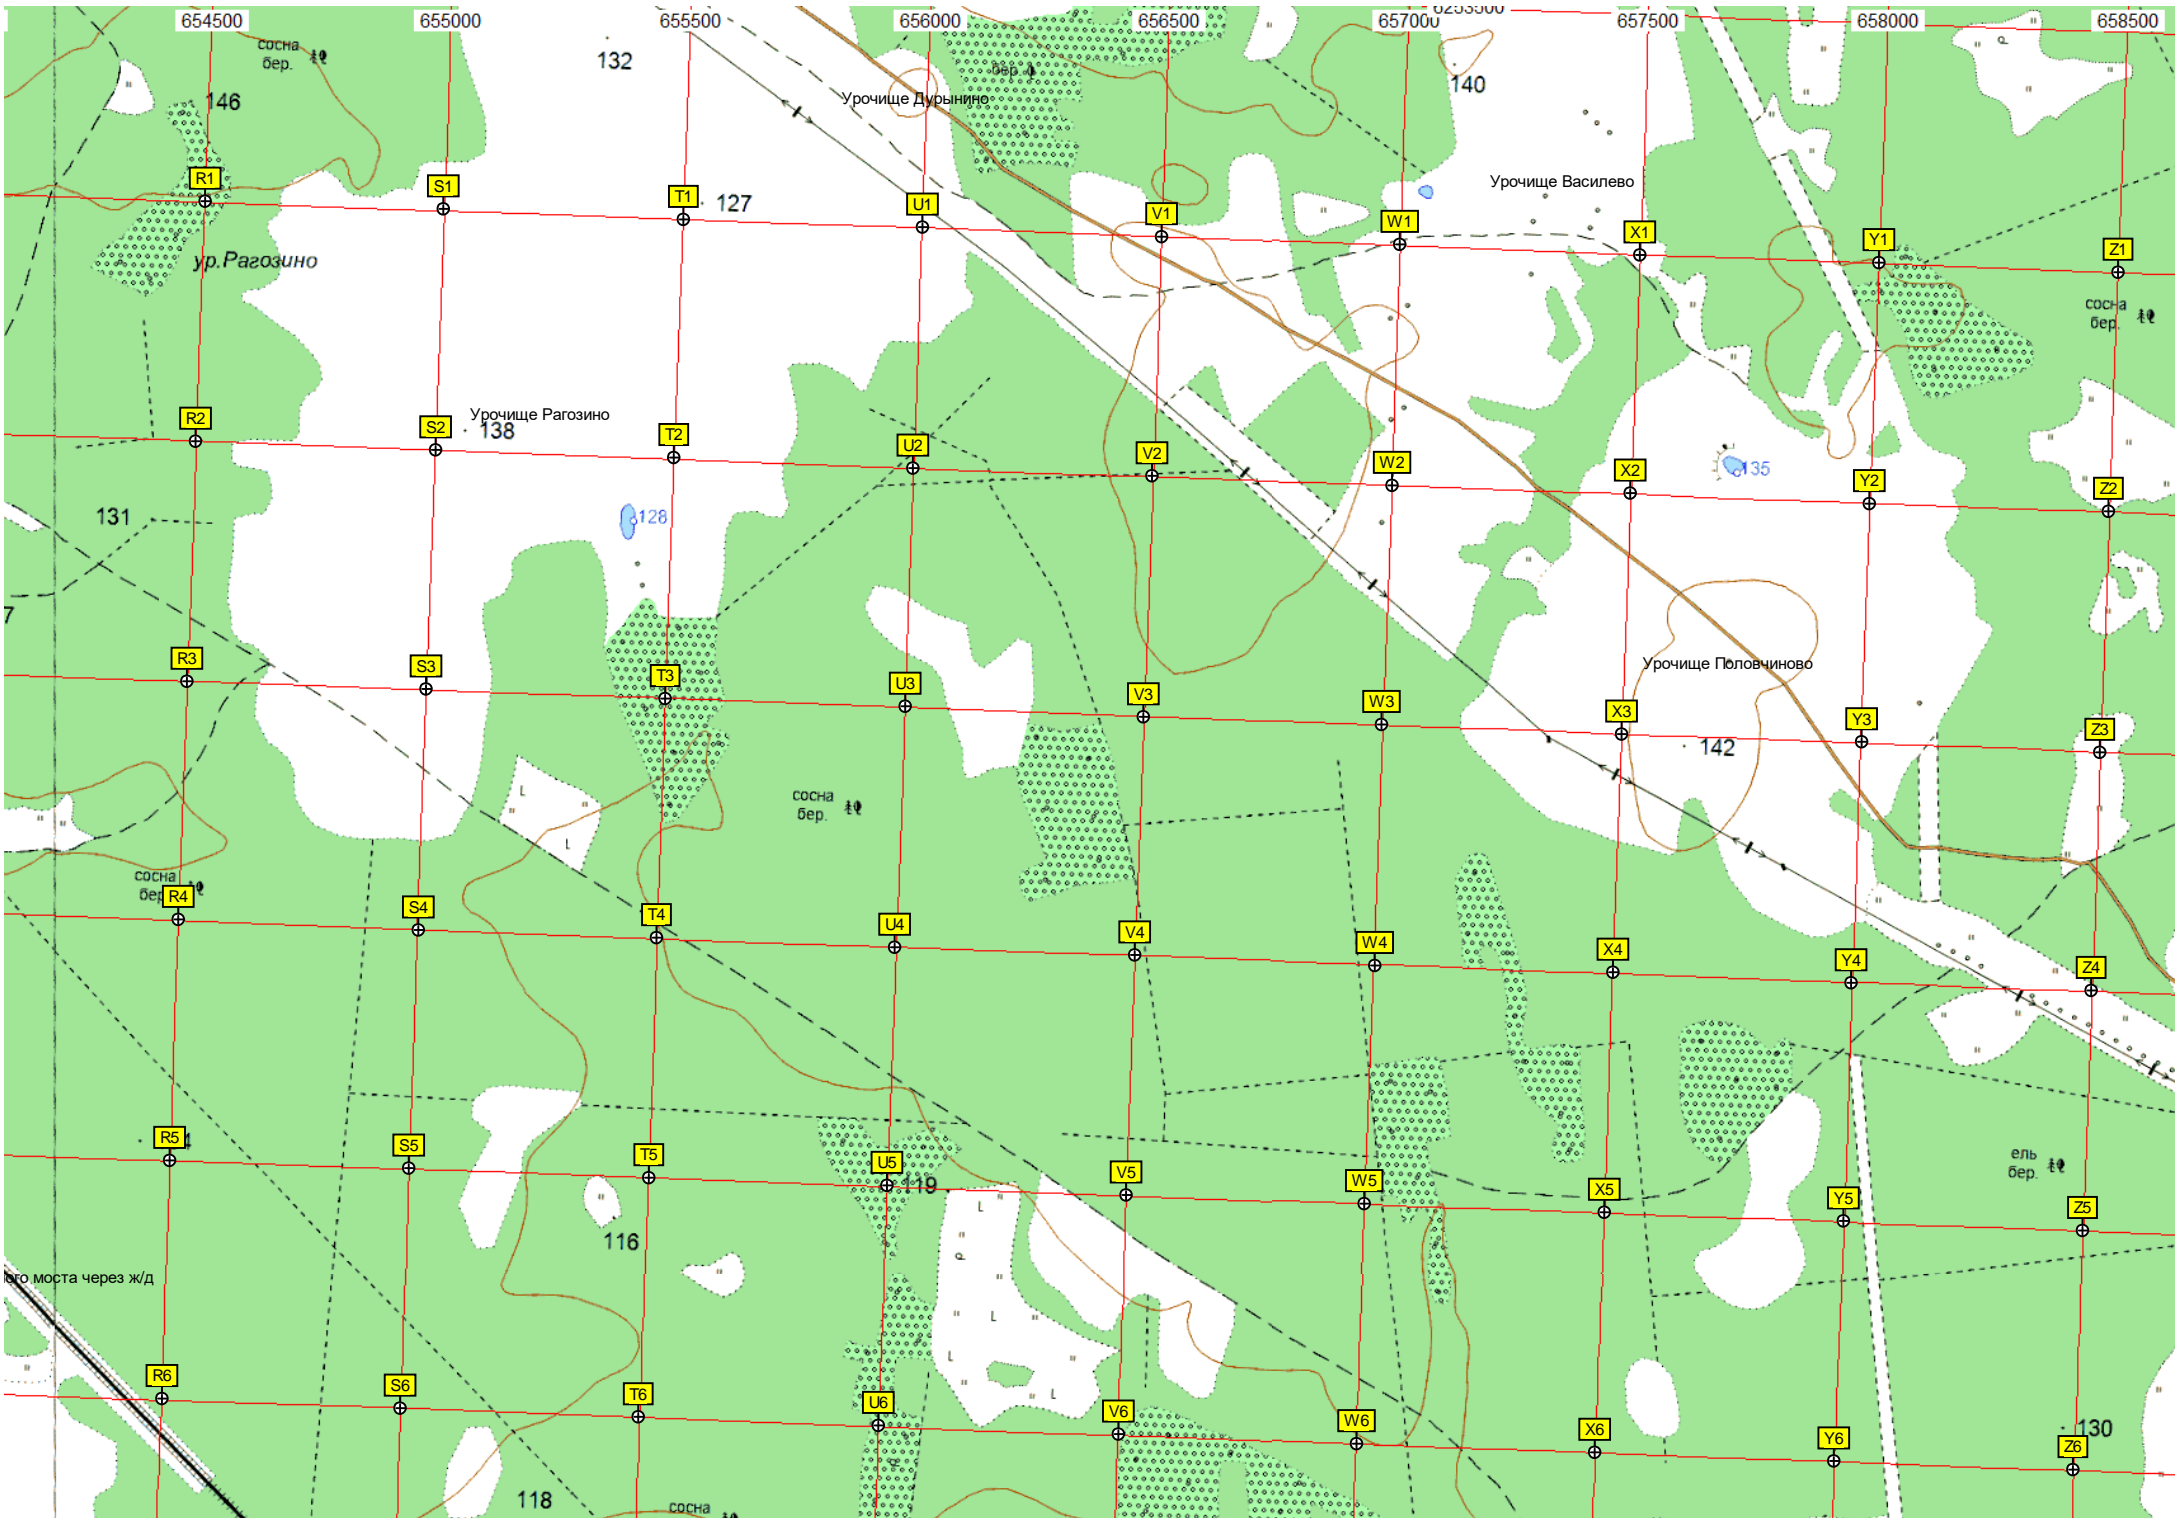 654500 655000 655500 656000 656500 657000 657500 658000 658500
6253500
сосна
бер.
132
бер.
140
146
Урочище Дурынино
R1 S1 T1 127 U1 V1 W1 X1 Y1 Z1
Урочище Василево
ур.Рагозино
сосна
бер.
Урочище Рагозино
138
R2 S2 T2 U2 V2 W2 X2 Y2 Z2
135
131
128
7
R3 S3 T3 U3 V3 W3 X3 Y3 Z3
Урочище Половчиново
142
сосна
бер.
сосна
бер.
R4 S4 T4 U4 V4 W4 X4 Y4 Z4
R5 S5 T5 U5 V5 W5 X5 Y5 Z5
4
119
ель
бер.
116
ого моста через ж/д
R6 S6 T6 U6 V6 W6 X6 Y6 Z6
130
118
сосна